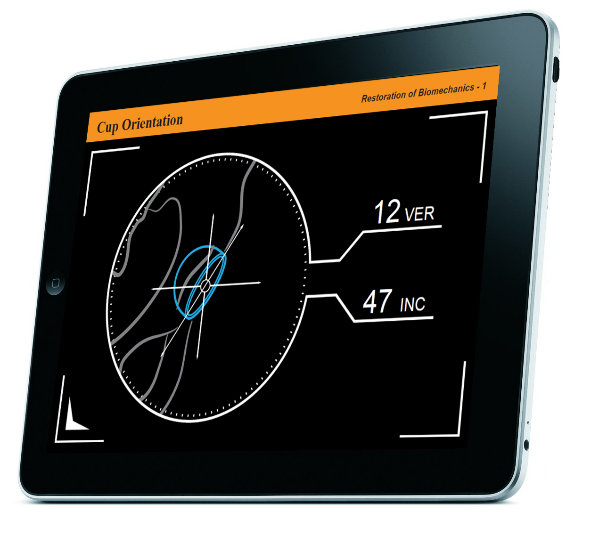 Cup Orientation
Restoration of Biomechanics - 1
12 VER
47 INC